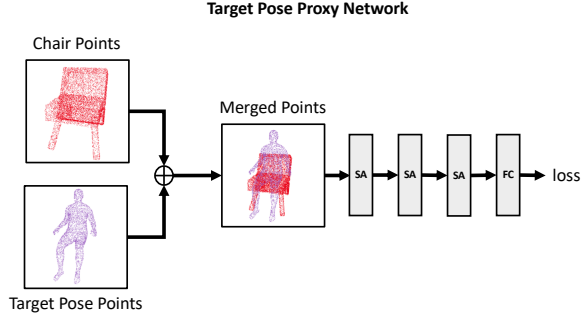 Target Pose Proxy Network
Chair Points
Merged Points
SA
SA
SA
FC
loss
Target Pose Points